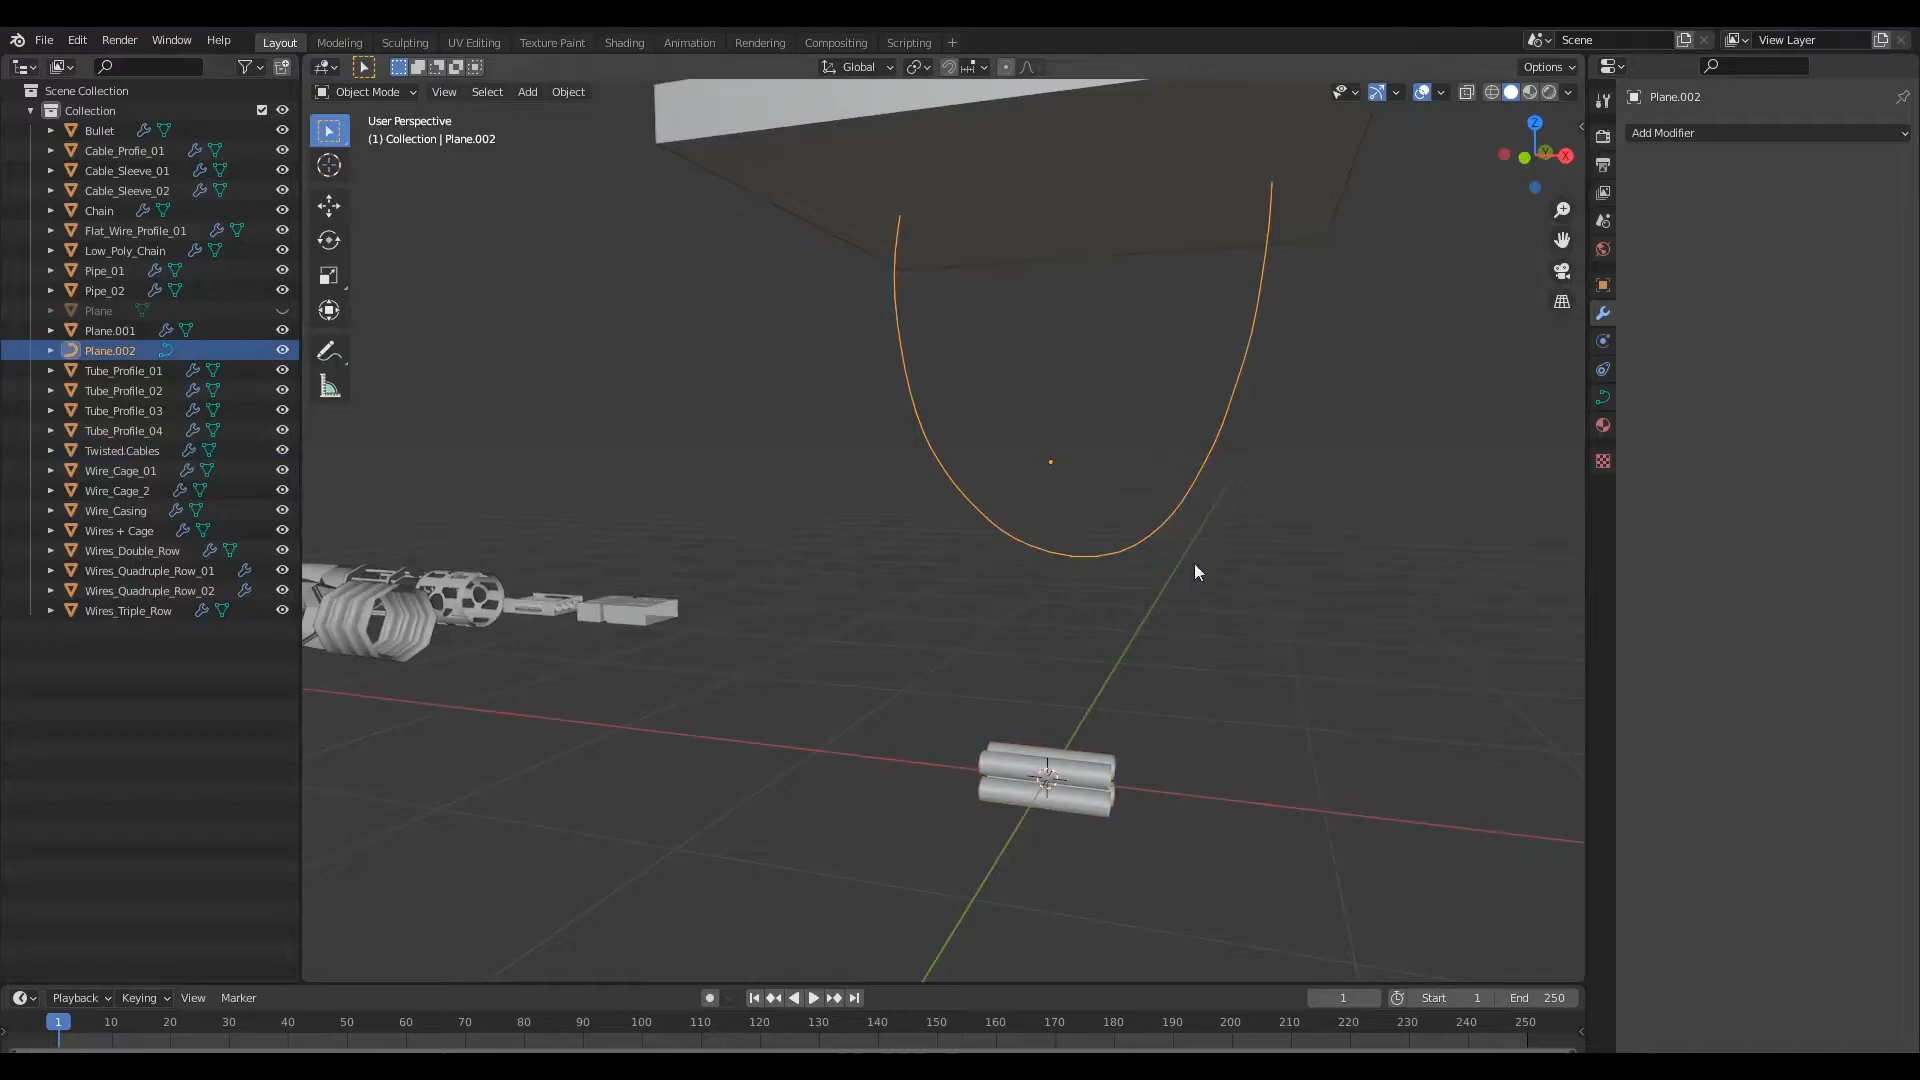 File Edit Render Window Help Layout Modeling Sculpting UV Editing Texture Paint Shading Animation Rendering Compositing Scripting + Scene View Layer
Global Options
Object Mode View Select Add Object
Scene Collection
Collection
Bullet
Cable_Profie_01
Cable_Sleeve_01
Cable_Sleeve_02
Chain
Flat_Wire_Profile_01
Low_Poly_Chain
Pipe_01
Pipe_02
Plane
Plane.001
Plane.002
Tube_Profile_01
Tube_Profile_02
Tube_Profile_03
Tube_Profile_04
Twisted.Cables
Wire_Cage_01
Wire_Cage_2
Wire_Casing
Wires + Cage
Wires_Double_Row
Wires_Quadruple_Row_01
Wires_Quadruple_Row_02
Wires_Triple_Row
User Perspective
(1) Collection | Plane.002
Z
Y
X
Plane.002
Add Modifier
Playback Keying View Marker 1 Start 1 End 250
1 10 20 30 40 50 60 70 80 90 100 110 120 130 140 150 160 170 180 190 200 210 220 230 240 250